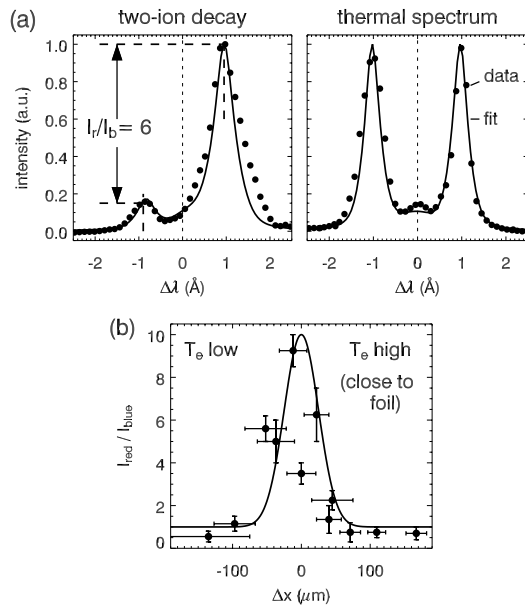 (a) two-ion decay thermal spectrum
intensity (a.u.)
1.0
0.8
0.6
0.4
0.2
0.0
I_r/I_b = 6
data
fit
-2 -1 0 1 2
-2 -1 0 1 2
Δλ (Å) Δλ (Å)
(b)
I_red / I_blue
10
8
6
4
2
0
T_e low T_e high
(close to
foil)
-100 0 100
Δx (μm)